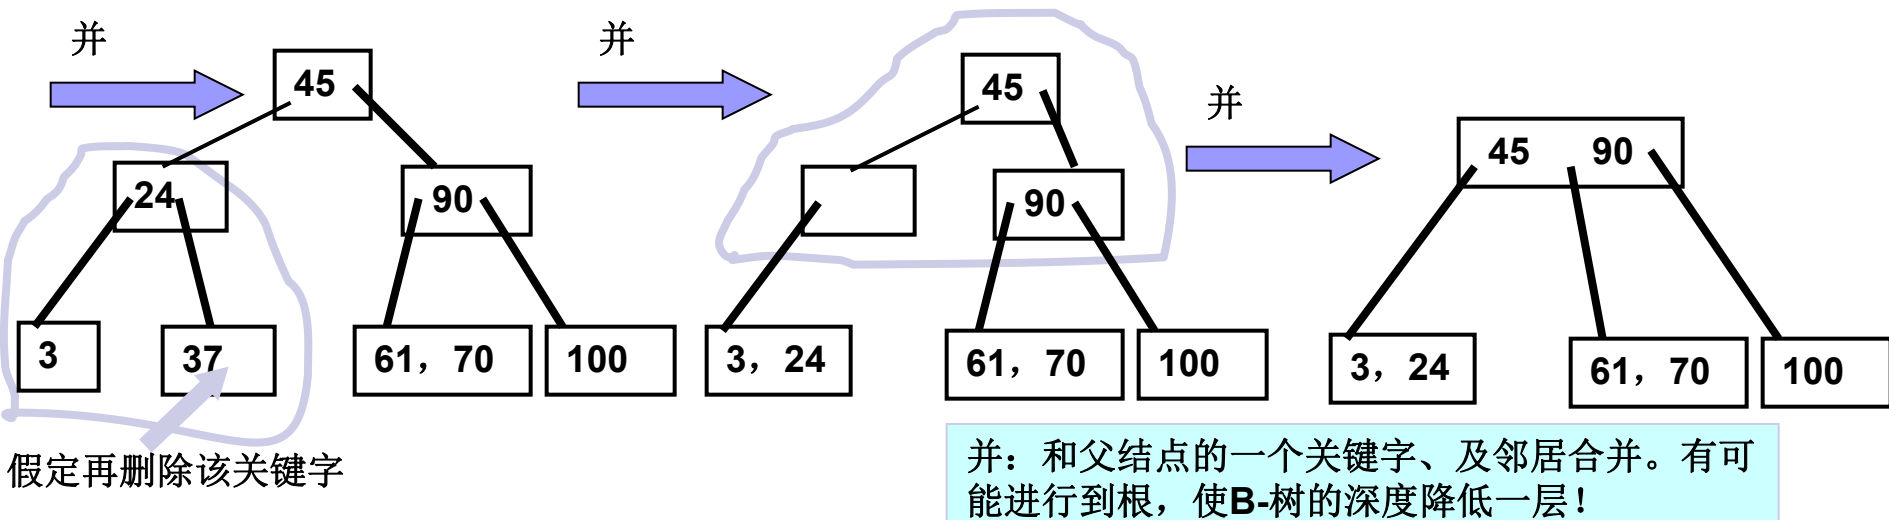 并
45
24
90
3
37
61，70
100
假定再删除该关键字
并
45
90
3，24
61，70
100
并
45 90
3，24
61，70
100
并：和父结点的一个关键字、及邻居合并。有可
能进行到根，使B-树的深度降低一层！